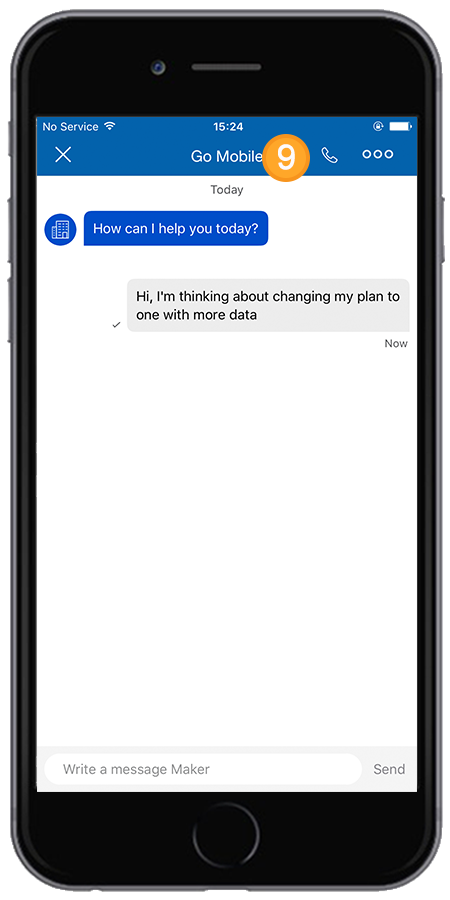 No Service 15:24
Go Mobile 9
Today
How can I help you today?
Hi, I'm thinking about changing my plan to
one with more data
Now
Write a message Maker Send